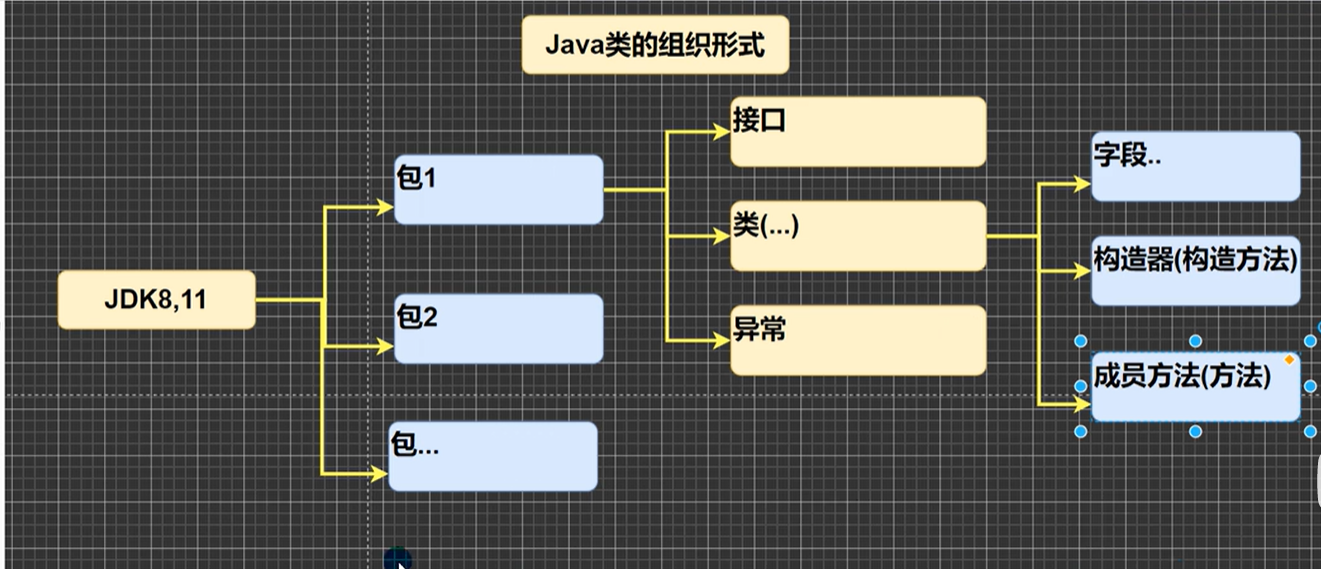 Java类的组织形式
JDK8,11
包1
包2
包...
接口
类(...)
异常
字段..
构造器(构造方法)
成员方法(方法)